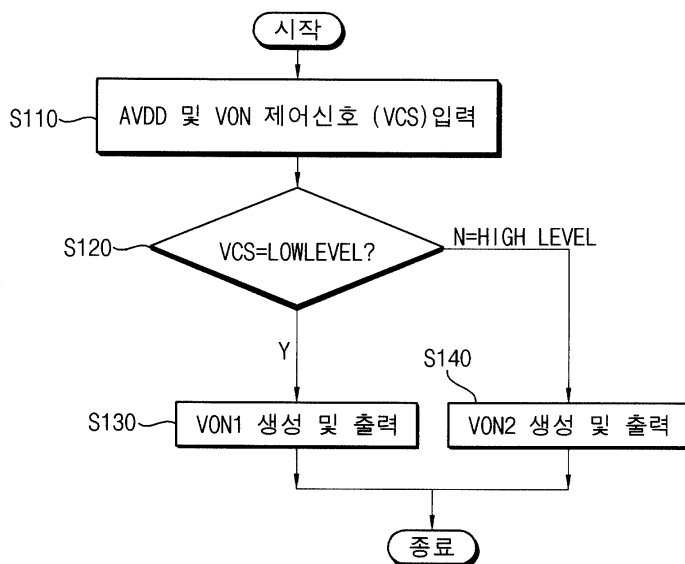 시작
S110
AVDD 및 VON 제어신호 (VCS)입력
S120
VCS=LOWLEVEL?
N=HIGH LEVEL
Y
S140
S130
VON1 생성 및 출력
VON2 생성 및 출력
종료